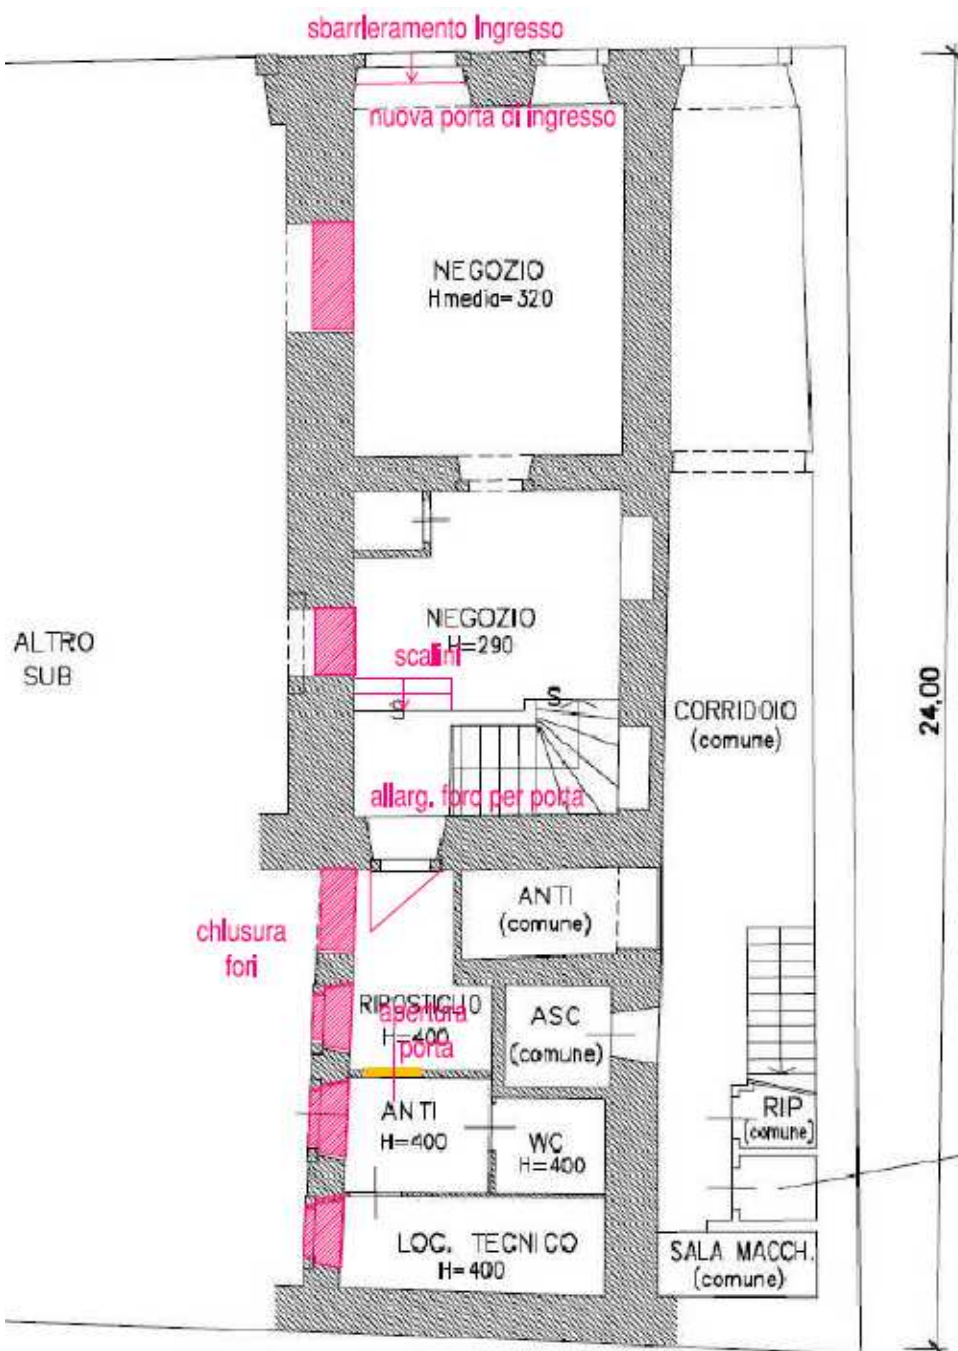 sbarrieramento Ingresso
nuova porta di Ingresso
NEGOZIO
Hmedia=320
NEGOZIO
H=290
scalini
S
S
ALTRO
SUB
CORRIDOIO
(comune)
24,00
allarg. foro per porta
ANTI
(comune)
chlusura
fori
RIPOSTIGLIO
H=400
apertura
porta
ASC
(comune)
ANTI
H=400
WC
H=400
RIP
(comune)
LOC. TECNICO
H=400
SALA MACCH.
(comune)